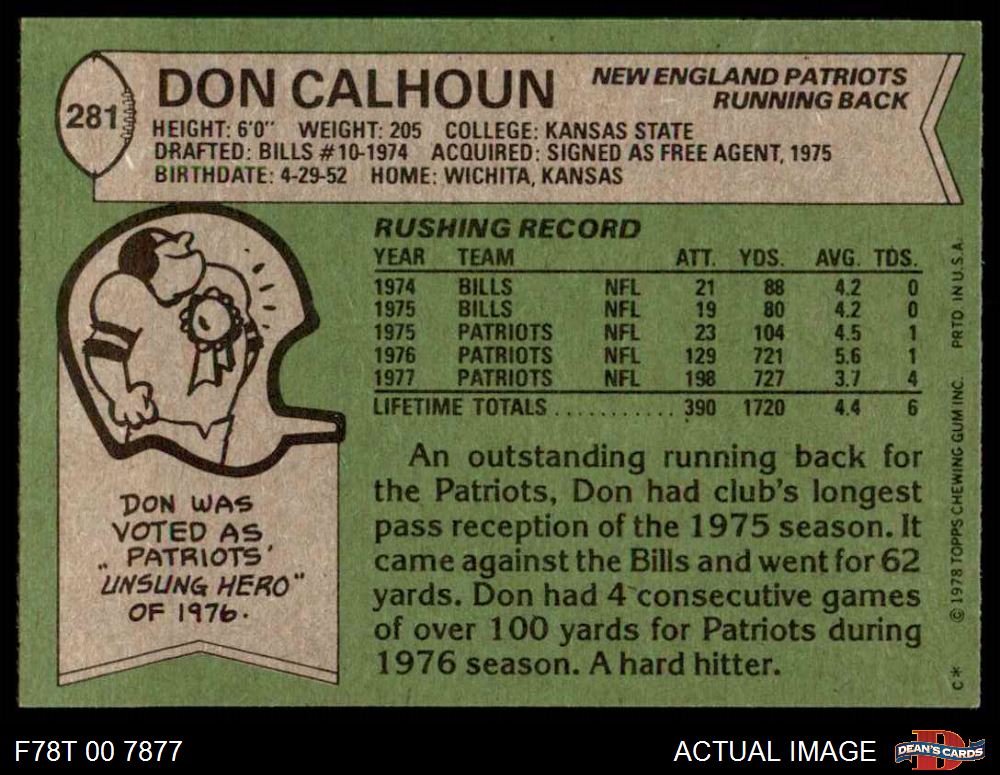 281
DON CALHOUN
NEW ENGLAND PATRIOTS
RUNNING BACK
HEIGHT: 6'0" WEIGHT: 205 COLLEGE: KANSAS STATE
DRAFTED: BILLS #10-1974 ACQUIRED: SIGNED AS FREE AGENT, 1975
BIRTHDATE: 4-29-52 HOME: WICHITA, KANSAS
RUSHING RECORD
YEAR TEAM ATT. YDS. AVG. TDS.
1974 BILLS NFL 21 88 4.2 0
1975 BILLS NFL 19 80 4.2 0
1975 PATRIOTS NFL 23 104 4.5 1
1976 PATRIOTS NFL 129 721 5.6 1
1977 PATRIOTS NFL 198 727 3.7 4
LIFETIME TOTALS ........... 390 1720 4.4 6
An outstanding running back for
the Patriots, Don had club's longest
pass reception of the 1975 season. It
came against the Bills and went for 62
yards. Don had 4 consecutive games
of over 100 yards for Patriots during
1976 season. A hard hitter.
DON WAS
VOTED AS
„PATRIOTS'
UNSUNG HERO"
OF 1976.
C* © 1978 TOPPS CHEWING GUM INC. PRTD. IN U.S.A.
F78T 00 7877
ACTUAL IMAGE
DEAN'S CARDS